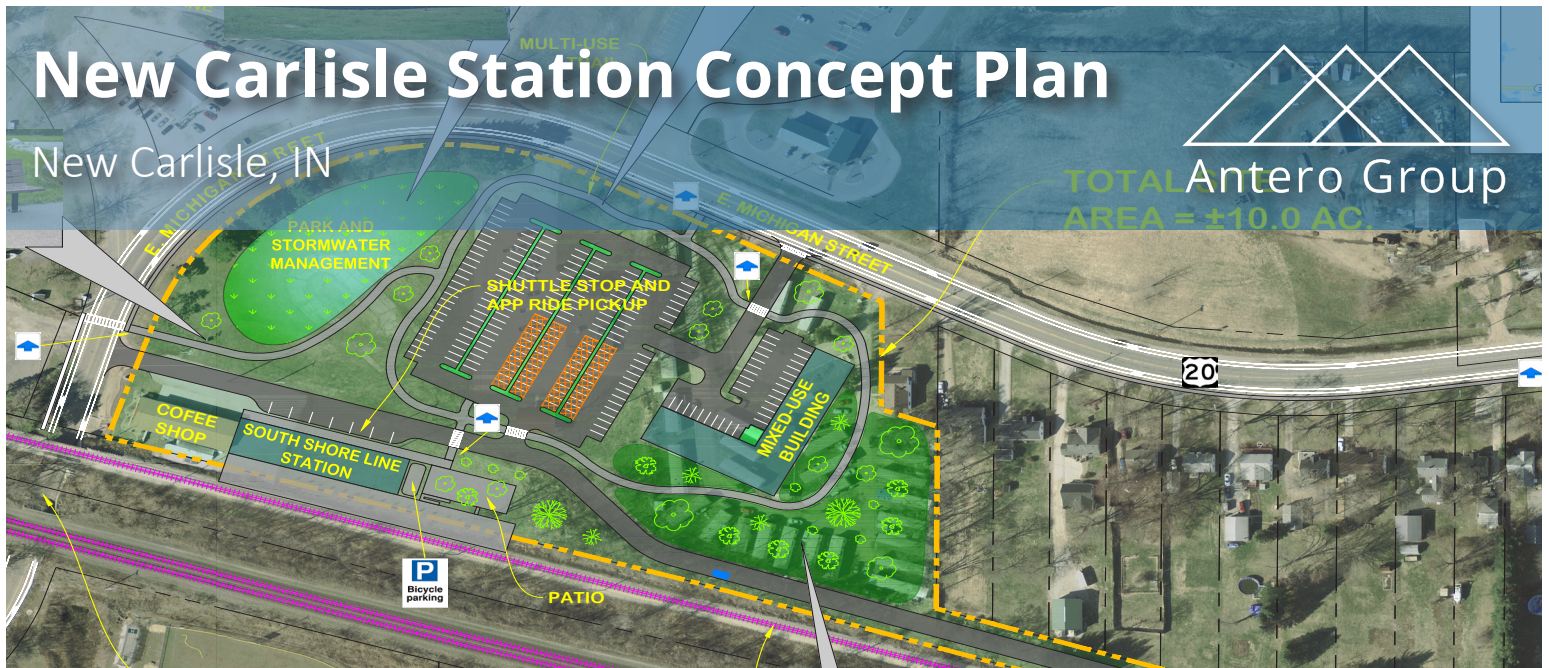 MULTI-USE
TRAIL
New Carlisle Station Concept Plan
New Carlisle, IN
Antero Group
TOTAL SITE
AREA = ±10.0 AC.
E. MICHIGAN STREET
E. MICHIGAN STREET
PARK AND
STORMWATER
MANAGEMENT
SHUTTLE STOP AND
APP RIDE PICKUP
20
MIXED-USE
BUILDING
COFEE
SHOP
SOUTH SHORE LINE
STATION
P
Bicycle
parking
PATIO